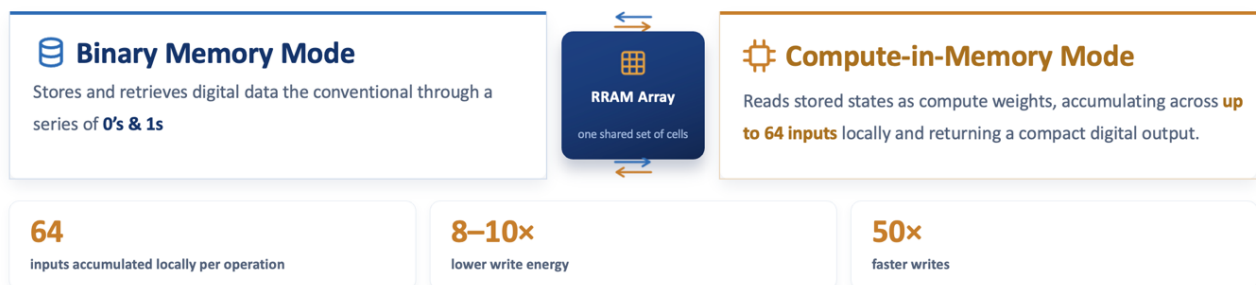 Binary Memory Mode
Stores and retrieves digital data the conventional through a
series of 0's & 1s
RRAM Array
one shared set of cells
Compute-in-Memory Mode
Reads stored states as compute weights, accumulating across up
to 64 inputs locally and returning a compact digital output.
64
inputs accumulated locally per operation
8–10×
lower write energy
50×
faster writes